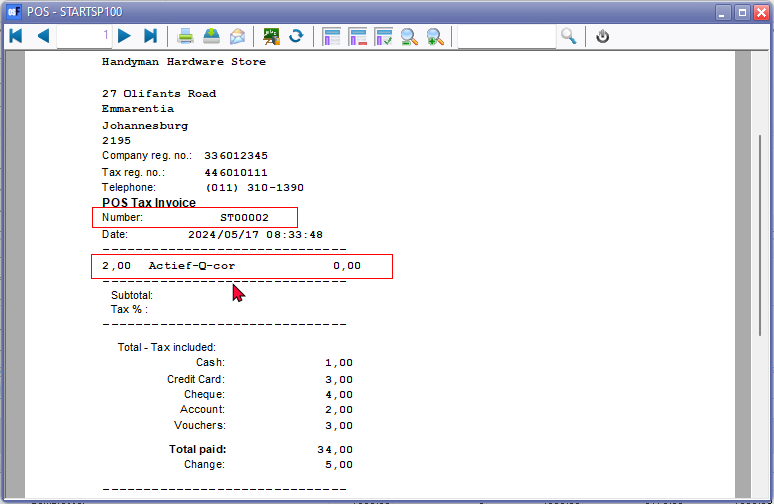 POS - STARTSP100
1
Handyman Hardware Store
27 Olifants Road
Emmarentia
Johannesburg
2195
Company reg. no.: 336012345
Tax reg. no.: 446010111
Telephone: (011) 310-1390
POS Tax Invoice
Number: ST00002
Date: 2024/05/17 08:33:48
2,00 Actief-Q-cor 0,00
Subtotal:
Tax % :
Total - Tax included:
Cash: 1,00
Credit Card: 3,00
Cheque: 4,00
Account: 2,00
Vouchers: 3,00
Total paid: 34,00
Change: 5,00